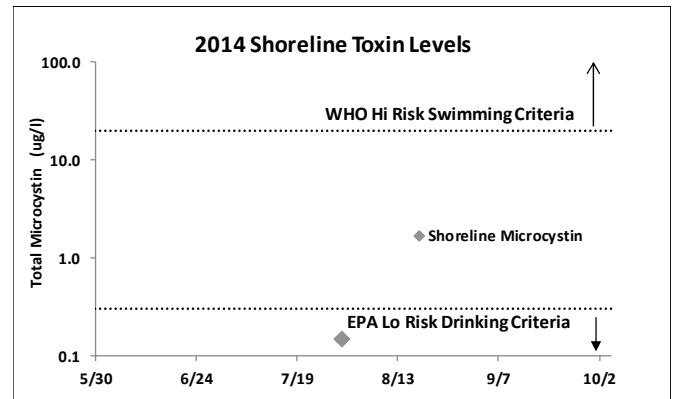 2014 Shoreline Toxin Levels
Total Microcystin (ug/l)
100.0
WHO Hi Risk Swimming Criteria
10.0
Shoreline Microcystin
1.0
EPA Lo Risk Drinking Criteria
0.1
5/30 6/24 7/19 8/13 9/7 10/2